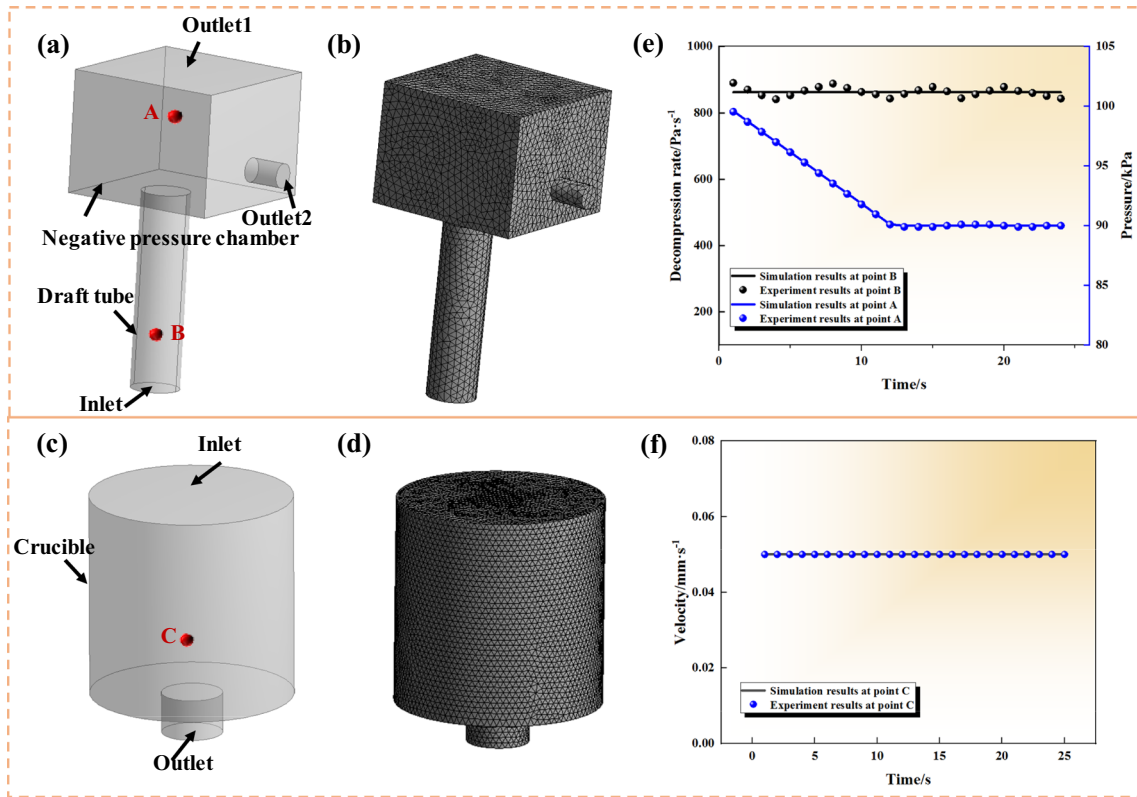 (a)
Outlet1
A
Outlet2
Negative pressure chamber
Draft tube
B
Inlet
(b)
(e)
1000
800
600
400
200
Decompression rate/Pa·s⁻¹
105
100
95
90
85
80
Pressure/kPa
Simulation results at point B
Experiment results at point B
Simulation results at point A
Experiment results at point A
0
10
20
Time/s
(c)
Inlet
Crucible
C
Outlet
(d)
(f)
0.08
0.06
0.04
0.02
0.00
Velocity/mm·s⁻¹
Simulation results at point C
Experiment results at point C
0
5
10
15
20
25
Time/s